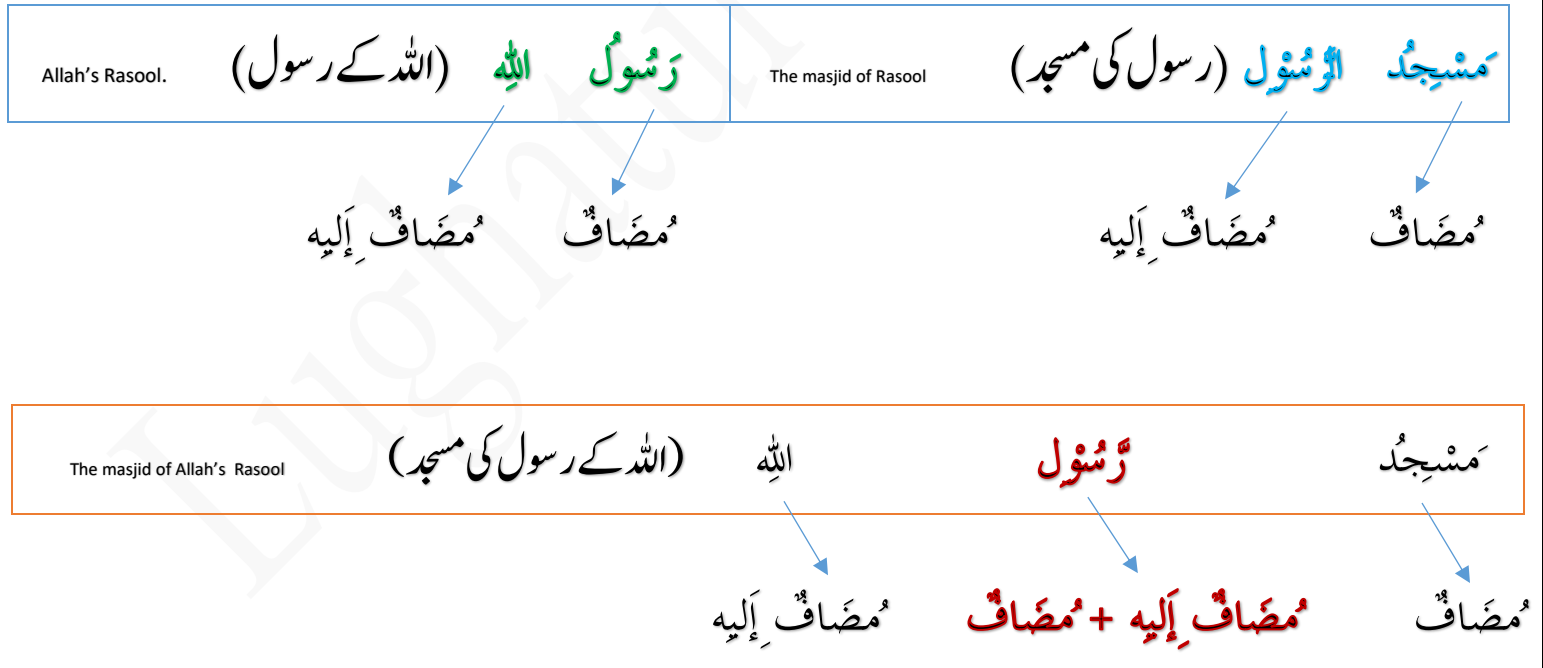 مَسْجِدُ الرَّسُوْلِ (رسول کی مسجد) The masjid of Rasool
رَسُولُ اللهِ (اللہ کے رسول) Allah's Rasool.
مُضَافٌ مُضَافٌ إِلَيه
مُضَافٌ مُضَافٌ إِلَيه
مَسْجِدُ رَّسُوْلِ اللهِ (اللہ کے رسول کی مسجد) The masjid of Allah's Rasool
مُضَافٌ مُضَافٌ إِلَيه + مُضَافٌ مُضَافٌ إِلَيه
Lughatul